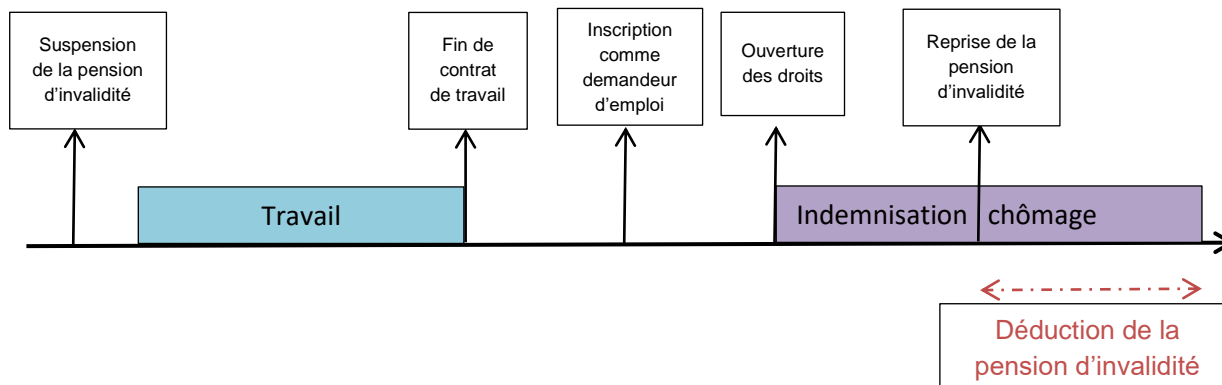 Suspension
de la pension
d’invalidité
Fin de
contrat
de travail
Inscription
comme
demandeur
d’emploi
Ouverture
des droits
Reprise de la
pension
d’invalidité
Travail
Indemnisation chômage
Déduction de la
pension d’invalidité